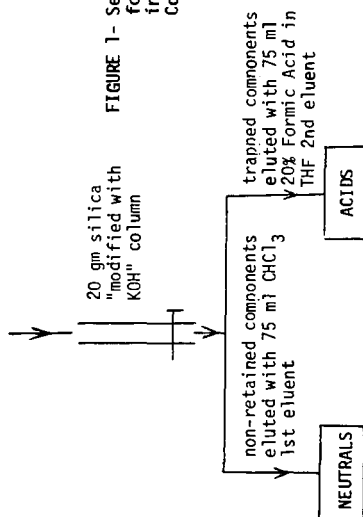 20 gm silica
"modified with
KOH" column
FIGURE 1- Se
fo
in
Co
non-retained components
eluted with 75 ml CHCl3
1st eluent
trapped components
eluted with 75 ml
20% Formic Acid in
THF 2nd eluent
NEUTRALS
ACIDS